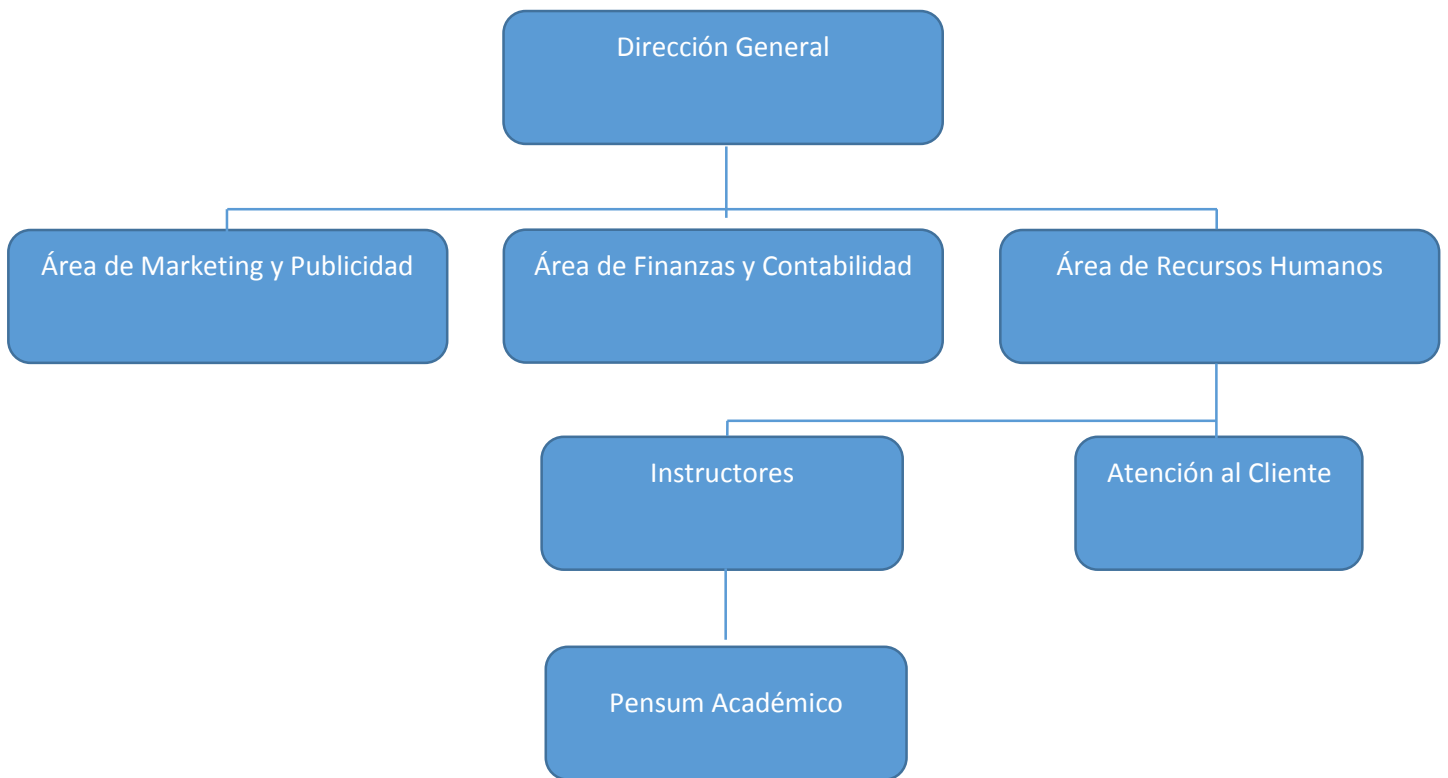 Dirección General
Área de Marketing y Publicidad
Área de Finanzas y Contabilidad
Área de Recursos Humanos
Instructores
Atención al Cliente
Pensum Académico